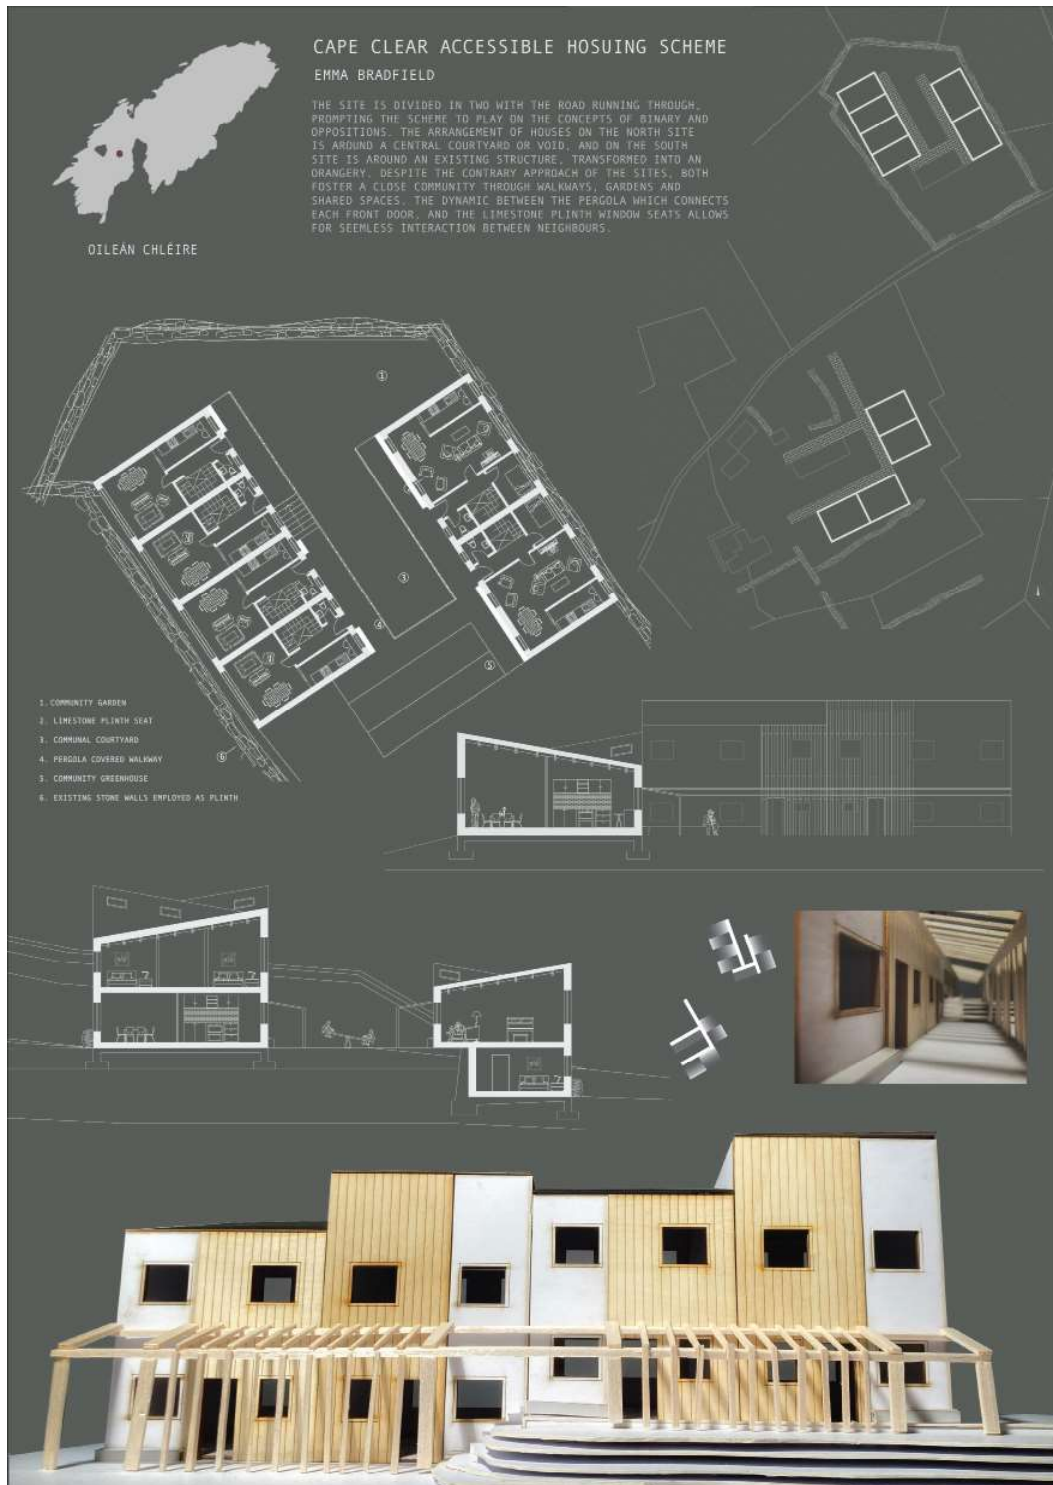 CAPE CLEAR ACCESSIBLE HOSUING SCHEME
EMMA BRADFIELD
THE SITE IS DIVIDED IN TWO WITH THE ROAD RUNNING THROUGH,
PROMPTING THE SCHEME TO PLAY ON THE CONCEPTS OF BINARY AND
OPPOSITIONS. THE ARRANGEMENT OF HOUSES ON THE NORTH SITE
IS AROUND A CENTRAL COURTYARD OR VOID, AND ON THE SOUTH
SITE IS AROUND AN EXISTING STRUCTURE, TRANSFORMED INTO AN
ORANGERY. DESPITE THE CONTRARY APPROACH OF THE SITES, BOTH
FOSTER A CLOSE COMMUNITY THROUGH WALKWAYS, GARDENS AND
SHARED SPACES. THE DYNAMIC BETWEEN THE PERGOLA WHICH CONNECTS
EACH FRONT DOOR, AND THE LIMESTONE PLINTH WINDOW SEATS ALLOWS
FOR SEEMLESS INTERACTION BETWEEN NEIGHBOURS.
OILEÁN CHLÉIRE
1
3
4
5
6
1. COMMUNITY GARDEN
2. LIMESTONE PLINTH SEAT
3. COMMUNAL COURTYARD
4. PERGOLA COVERED WALKWAY
5. COMMUNITY GREENHOUSE
6. EXISTING STONE WALLS EMPLOYED AS PLINTH